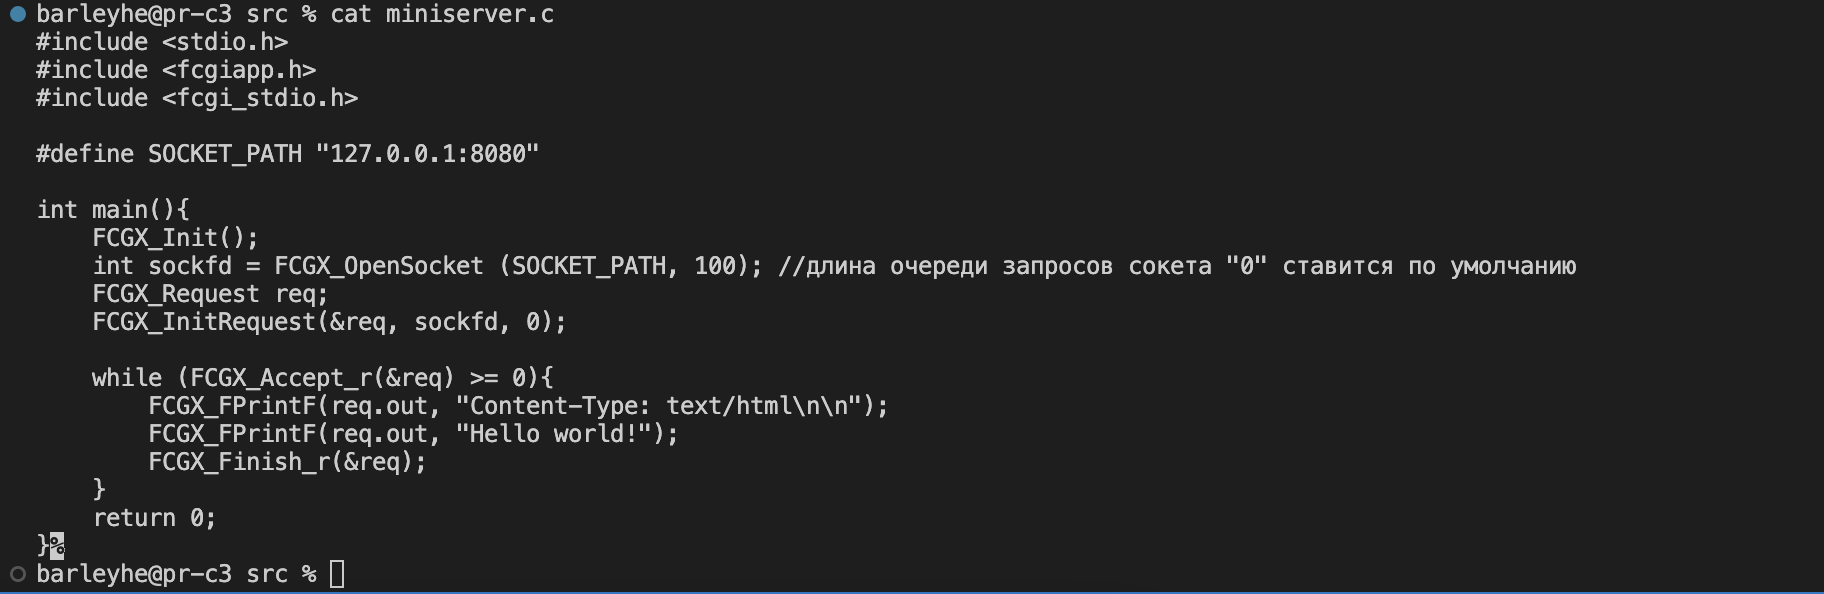 barleyhe@pr-c3 src % cat miniserver.c
#include <stdio.h>
#include <fcgiapp.h>
#include <fcgi_stdio.h>
#define SOCKET_PATH "127.0.0.1:8080"
int main(){
    FCGX_Init();
    int sockfd = FCGX_OpenSocket (SOCKET_PATH, 100); //длина очереди запросов сокета "0" ставится по умолчанию
    FCGX_Request req;
    FCGX_InitRequest(&req, sockfd, 0);
    while (FCGX_Accept_r(&req) >= 0){
        FCGX_FPrintF(req.out, "Content-Type: text/html\n\n");
        FCGX_FPrintF(req.out, "Hello world!");
        FCGX_Finish_r(&req);
    }
    return 0;
}%
barleyhe@pr-c3 src %